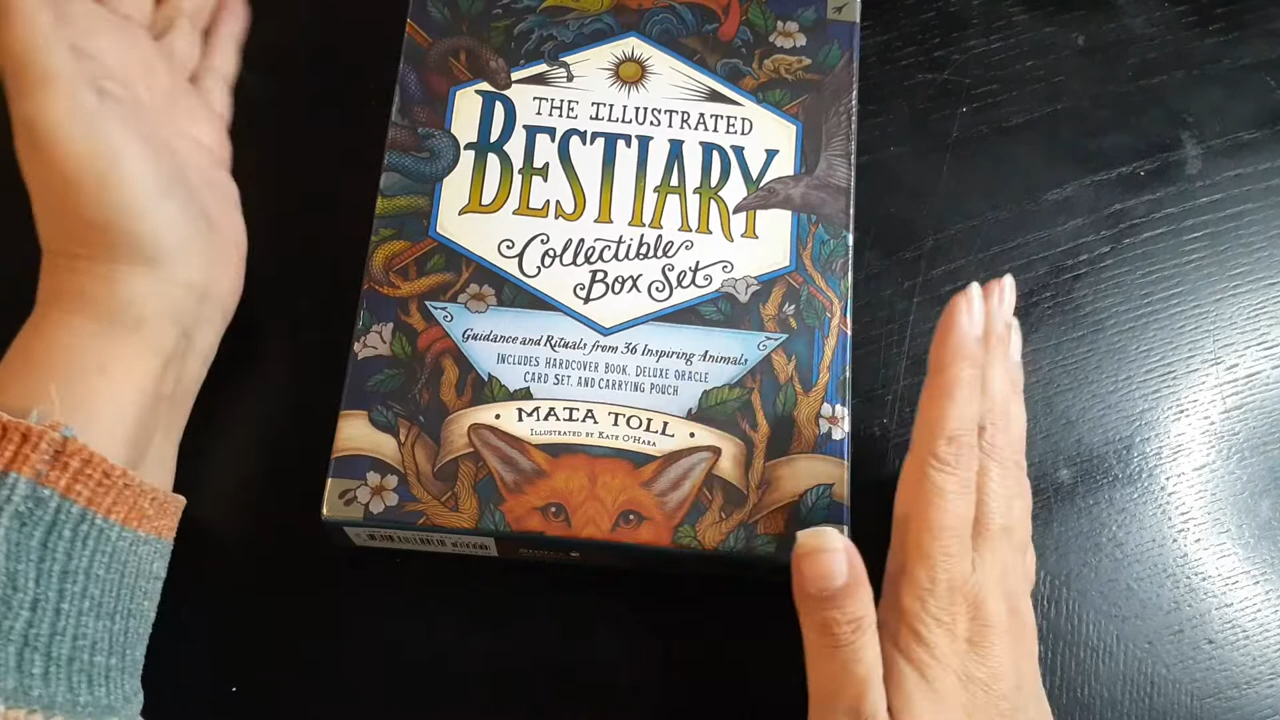 THE ILLUSTRATED
BESTIARY
Collectible
Box Set
Guidance and Rituals from 36 Inspiring Animals
INCLUDES HARDCOVER BOOK, DELUXE ORACLE
CARD SET, AND CARRYING POUCH
• MAIA TOLL •
ILLUSTRATED BY KATE O'HARA